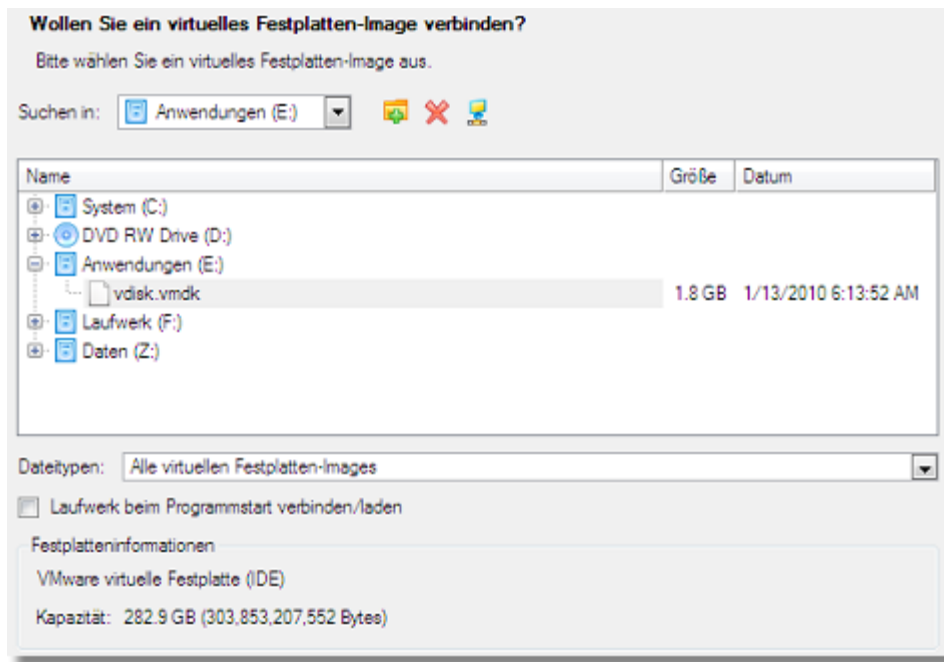 Wollen Sie ein virtuelles Festplatten-Image verbinden?
Bitte wählen Sie ein virtuelles Festplatten-Image aus.
Suchen in: Anwendungen (E:)
Name Größe Datum
System (C:)
DVD RW Drive (D:)
Anwendungen (E:)
vdisk.vmdk 1.8 GB 1/13/2010 6:13:52 AM
Laufwerk (F:)
Daten (Z:)
Dateitypen: Alle virtuellen Festplatten-Images
Laufwerk beim Programmstart verbinden/laden
Festplatteninformationen
VMware virtuelle Festplatte (IDE)
Kapazität: 282.9 GB (303,853,207,552 Bytes)